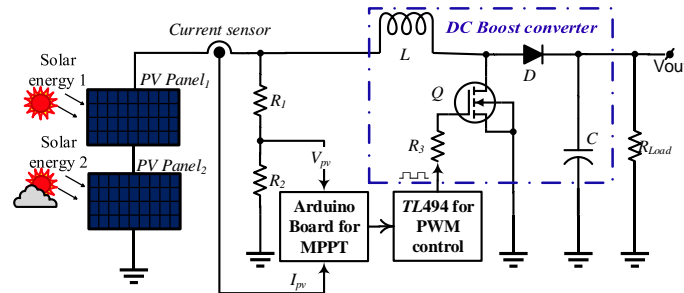 Current sensor
DC Boost converter
Solar
energy 1
PV Panel1
L
D
Vou
Q
R1
R3
C
RLoad
Solar
energy 2
PV Panel2
Vpv
R2
Arduino
Board for
MPPT
TL494 for
PWM
control
Ipv